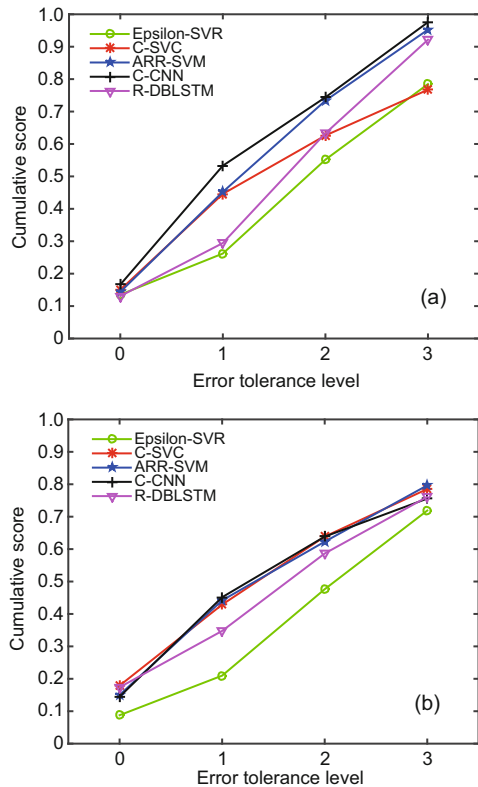 1.0
0.9
0.8
0.7
0.6
0.5
0.4
0.3
0.2
0.1
0
Cumulative score
Epsilon-SVR
C-SVC
ARR-SVM
C-CNN
R-DBLSTM
(a)
0 1 2 3
Error tolerance level
1.0
0.9
0.8
0.7
0.6
0.5
0.4
0.3
0.2
0.1
0
Cumulative score
Epsilon-SVR
C-SVC
ARR-SVM
C-CNN
R-DBLSTM
(b)
0 1 2 3
Error tolerance level